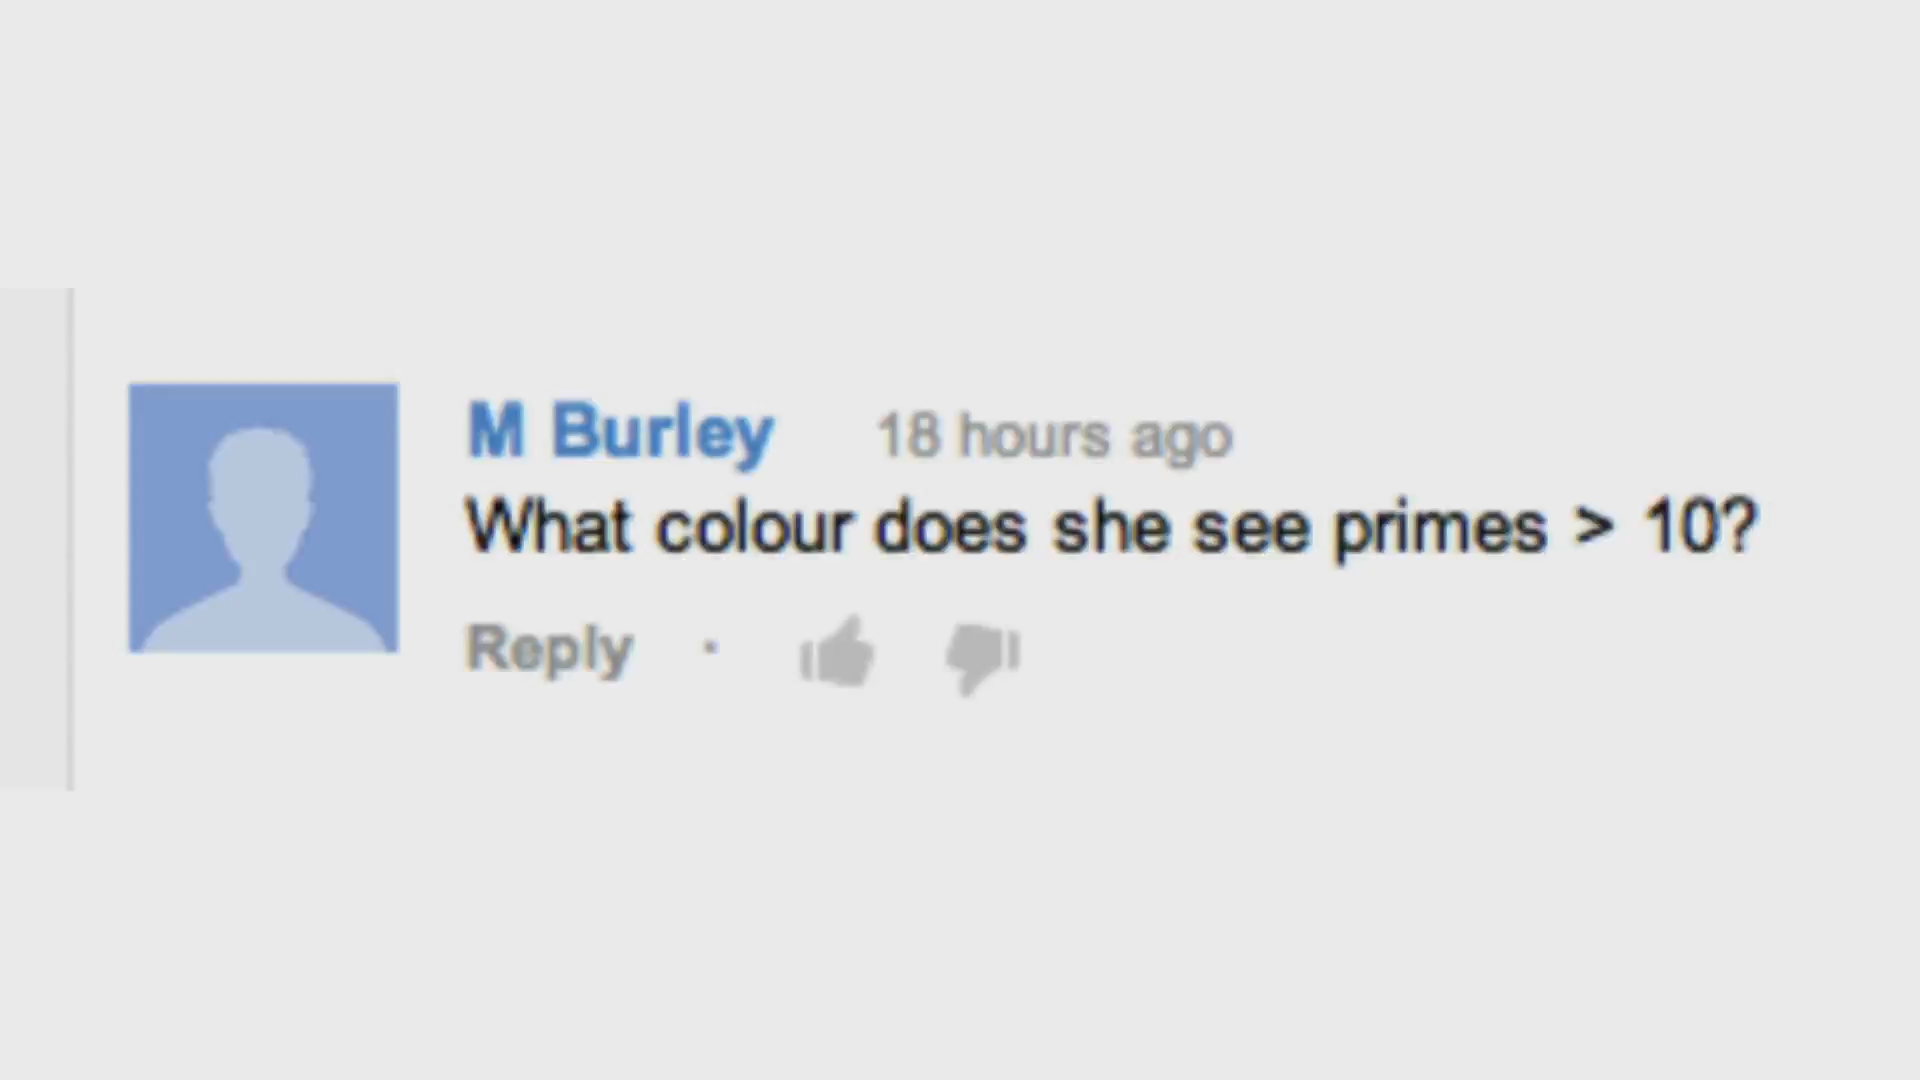 M Burley 18 hours ago
What colour does she see primes > 10?
Reply ·